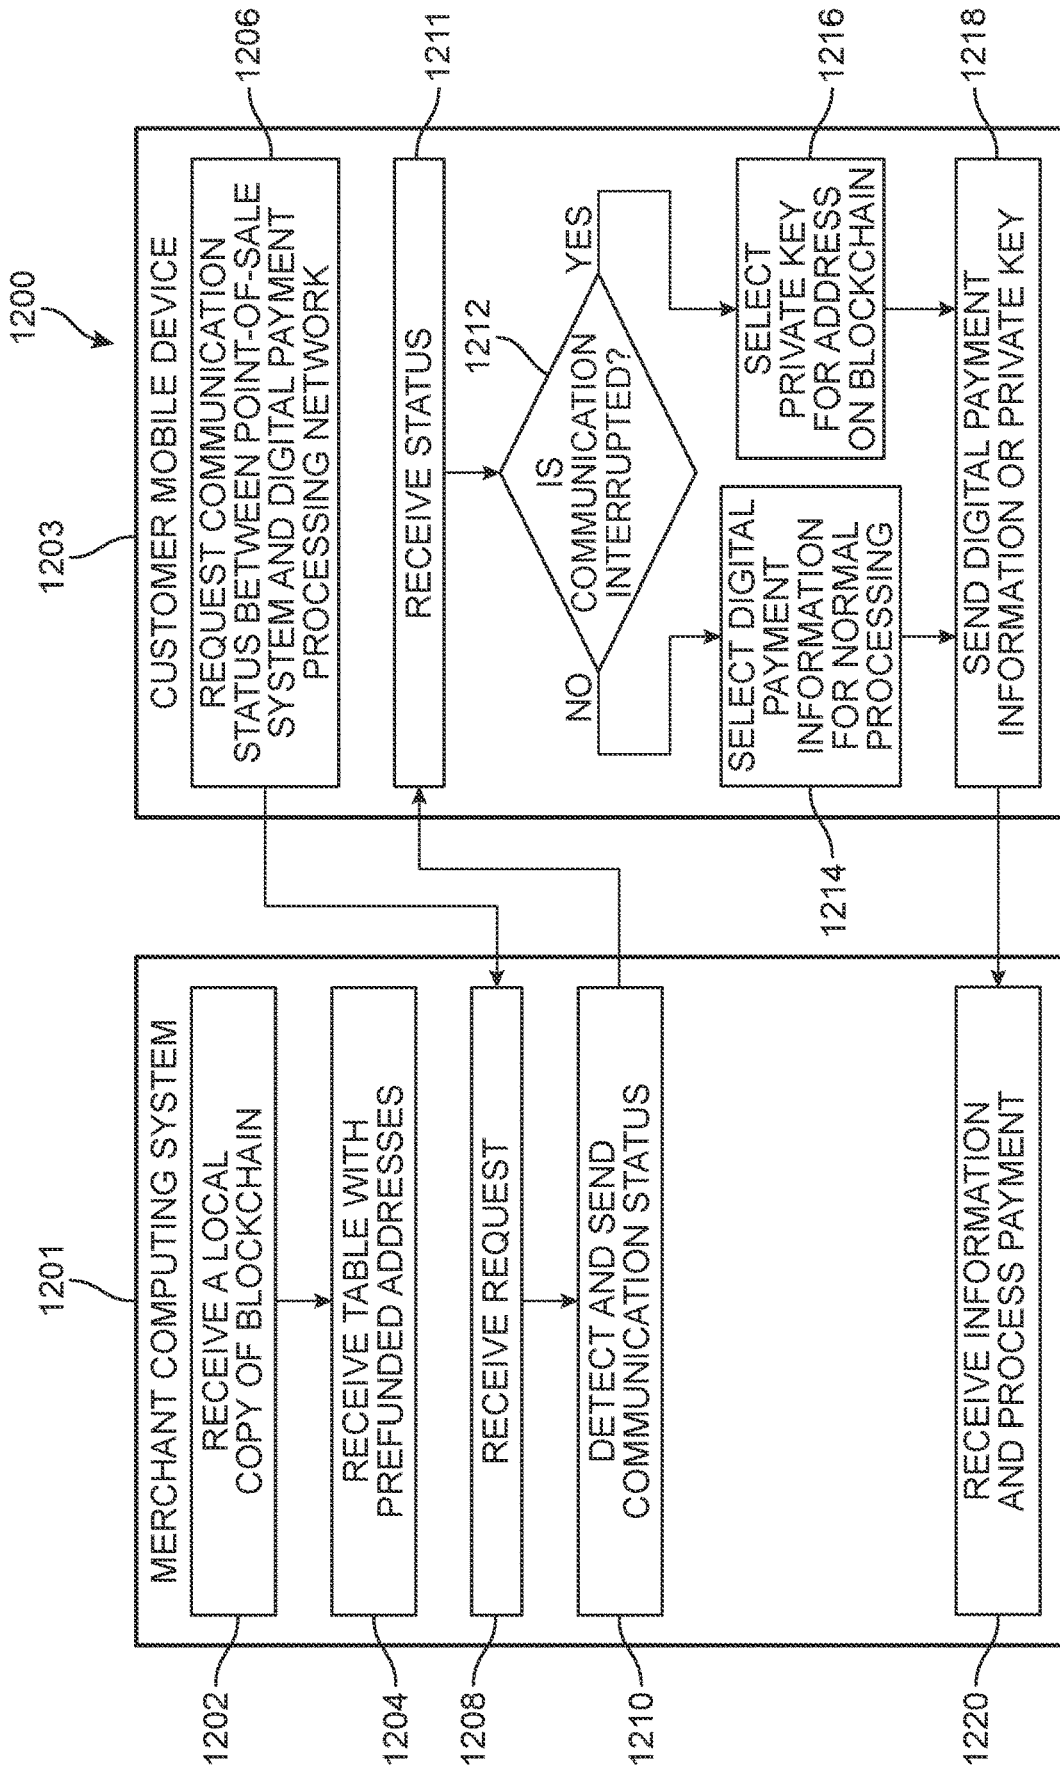 1200
1201
MERCHANT COMPUTING SYSTEM
1202
RECEIVE A LOCAL
COPY OF BLOCKCHAIN
1204
RECEIVE TABLE WITH
PREFUNDED ADDRESSES
1208
RECEIVE REQUEST
1210
DETECT AND SEND
COMMUNICATION STATUS
1220
RECEIVE INFORMATION
AND PROCESS PAYMENT
1203
CUSTOMER MOBILE DEVICE
1206
REQUEST COMMUNICATION
STATUS BETWEEN POINT-OF-SALE
SYSTEM AND DIGITAL PAYMENT
PROCESSING NETWORK
1211
RECEIVE STATUS
1212
IS
COMMUNICATION
INTERRUPTED?
NO
YES
1214
SELECT DIGITAL
PAYMENT
INFORMATION
FOR NORMAL
PROCESSING
1216
SELECT
PRIVATE KEY
FOR ADDRESS
ON BLOCKCHAIN
1218
SEND DIGITAL PAYMENT
INFORMATION OR PRIVATE KEY